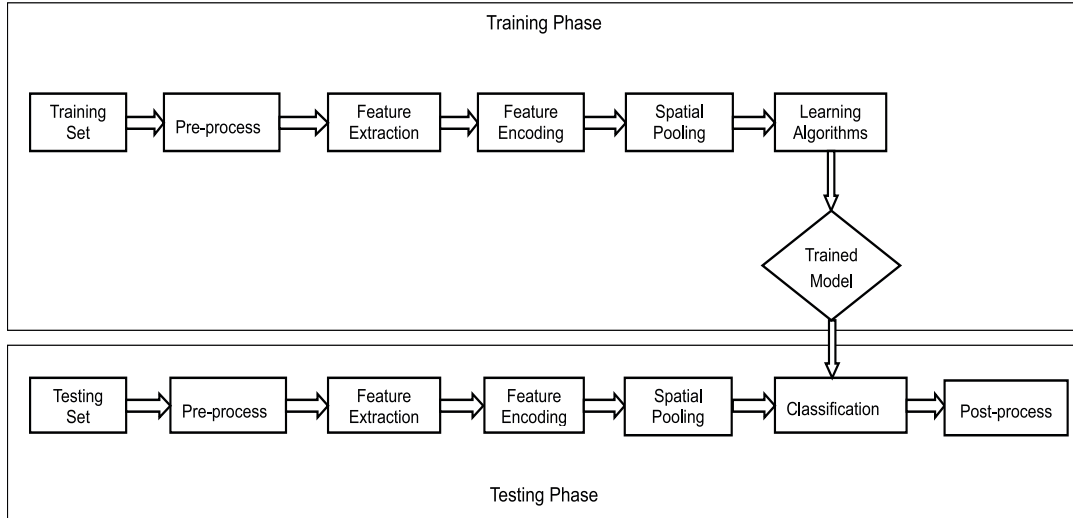 Training Phase
Training
Set
Pre-process
Feature
Extraction
Feature
Encoding
Spatial
Pooling
Learning
Algorithms
Trained
Model
Testing
Set
Pre-process
Feature
Extraction
Feature
Encoding
Spatial
Pooling
Classification
Post-process
Testing Phase